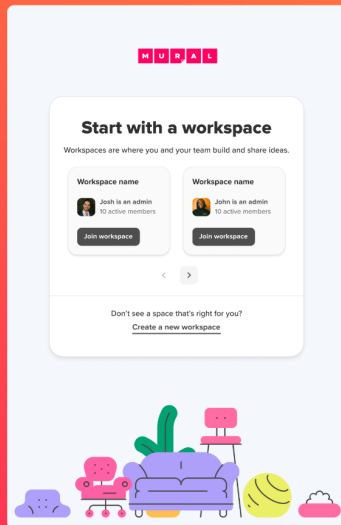 MURAL
Start with a workspace
Workspaces are where you and your team build and share ideas.
Workspace name
Josh is an admin
10 active members
Join workspace
Workspace name
John is an admin
10 active members
Join workspace
Don't see a space that's right for you?
Create a new workspace